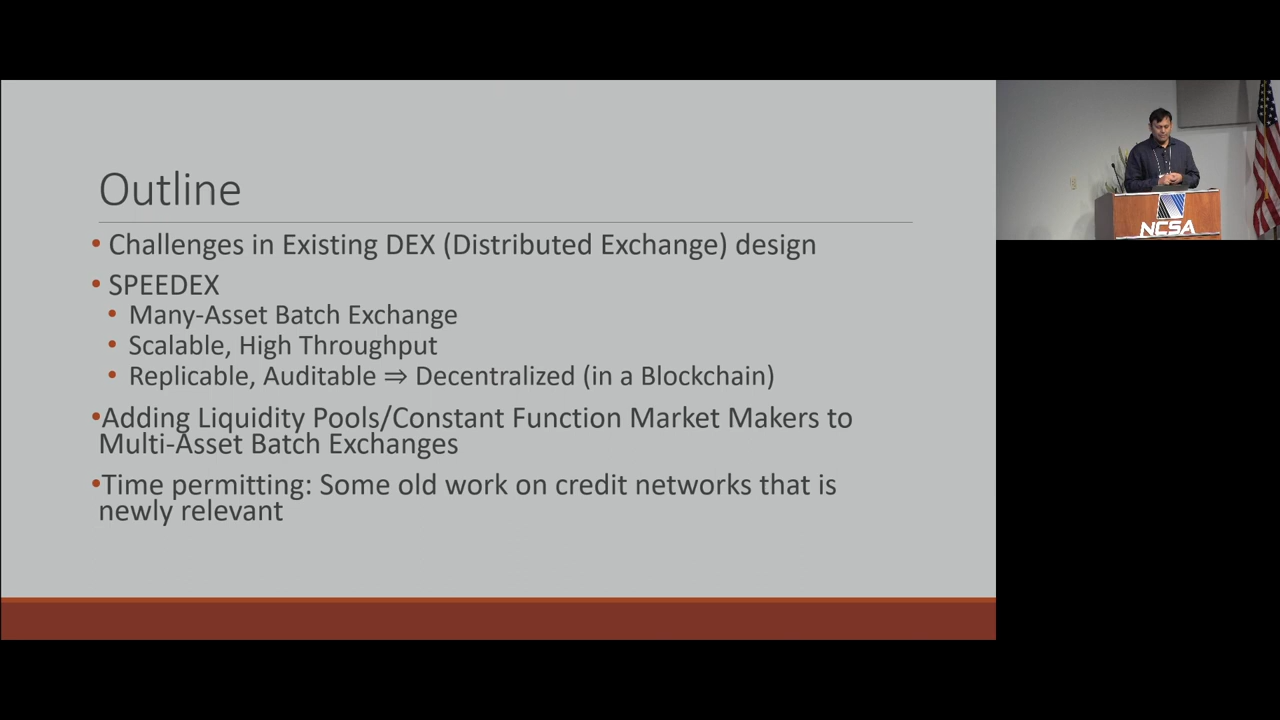 Outline
• Challenges in Existing DEX (Distributed Exchange) design
• SPEEDEX
• Many-Asset Batch Exchange
• Scalable, High Throughput
• Replicable, Auditable ⇒ Decentralized (in a Blockchain)
•Adding Liquidity Pools/Constant Function Market Makers to
Multi-Asset Batch Exchanges
•Time permitting: Some old work on credit networks that is
newly relevant
NCSA